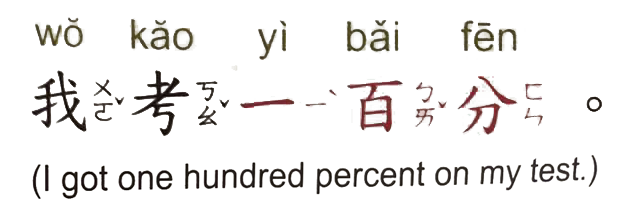 wǒ kǎo yì bǎi fēn
我ㄨㄛˇ考ㄎㄠˇ一ㄧˋ百ㄅㄞˇ分ㄈㄣ。
(I got one hundred percent on my test.)